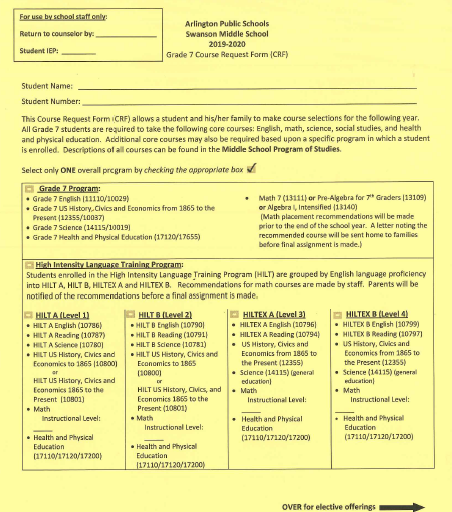 For use by school staff only:
Return to counselor by:
Student IEP:
Arlington Public Schools
Swanson Middle School
2019-2020
Grade 7 Course Request Form (CRF)
Student Name:
Student Number:
This Course Request Form (CRF) allows a student and his/her family to make course selections for the following year.
All Grade 7 students are required to take the following core courses: English, math, science, social studies, and health
and physical education. Additional core courses may also be required based upon a specific program in which a student
is enrolled. Descriptions of all courses can be found in the Middle School Program of Studies.
Select only ONE overall program by checking the appropriate box
Grade 7 Program:
• Grade 7 English (11110/10029)
• Grade 7 US History, Civics and Economics from 1865 to the
Present (12355/10037)
• Grade 7 Science (14115/10019)
• Grade 7 Health and Physical Education (17120/17655)
• Math 7 (13111) or Pre-Algebra for 7th Graders (13109)
or Algebra I, Intensified (13140)
(Math placement recommendations will be made
prior to the end of the school year. A letter noting the
recommended course will be sent home to families
before final assignment is made.)
High Intensity Language Training Program:
Students enrolled in the High Intensity Language Training Program (HILT) are grouped by English language proficiency
into HILT A, HILT B, HILTEX A and HILTEX B. Recommendations for math courses are made by staff. Parents will be
notified of the recommendations before a final assignment is made.
HILT A (Level 1)
• HILT A English (10786)
• HILT A Reading (10787)
• HILT A Science (10780)
• HILT US History, Civics and
Economics to 1865 (10800)
or
HILT US History, Civics and
Economics 1865 to the
Present (10801)
• Math
Instructional Level:
• Health and Physical
Education
(17110/17120/17200)
HILT B (Level 2)
• HILT B English (10790)
• HILT B Reading (10791)
• HILT B Science (10781)
• HILT US History, Civics and
Economics to 1865
(10800)
or
HILT US History, Civics, and
Economics 1865 to the
Present (10801)
• Math
Instructional Level:
• Health and Physical
Education
(17110/17120/17200)
HILTEX A (Level 3)
• HILTEX A English (10796)
• HILTEX A Reading (10794)
• US History, Civics and
Economics from 1865 to
the Present (12355)
• Science (14115) (general
education)
• Math
Instructional Level:
• Health and Physical
Education
(17110/17120/17200)
HILTEX B (Level 4)
• HILTEX B English (10799)
• HILTEX B Reading (10797)
• US History, Civics and
Economics from 1865 to
the Present (12355)
• Science (14115) (general
education)
• Math
Instructional Level:
• Health and Physical
Education
(17110/17120/17200)
OVER for elective offerings